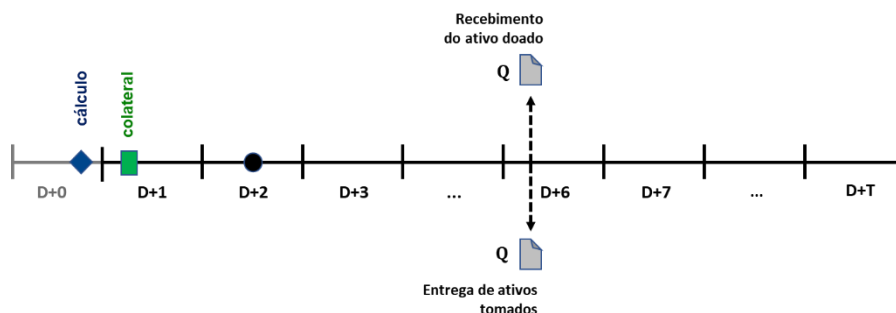 Recebimento
do ativo doado
Q
cálculo
colateral
D+0
D+1
D+2
D+3
...
D+6
D+7
...
D+T
Q
Entrega de ativos
tomados